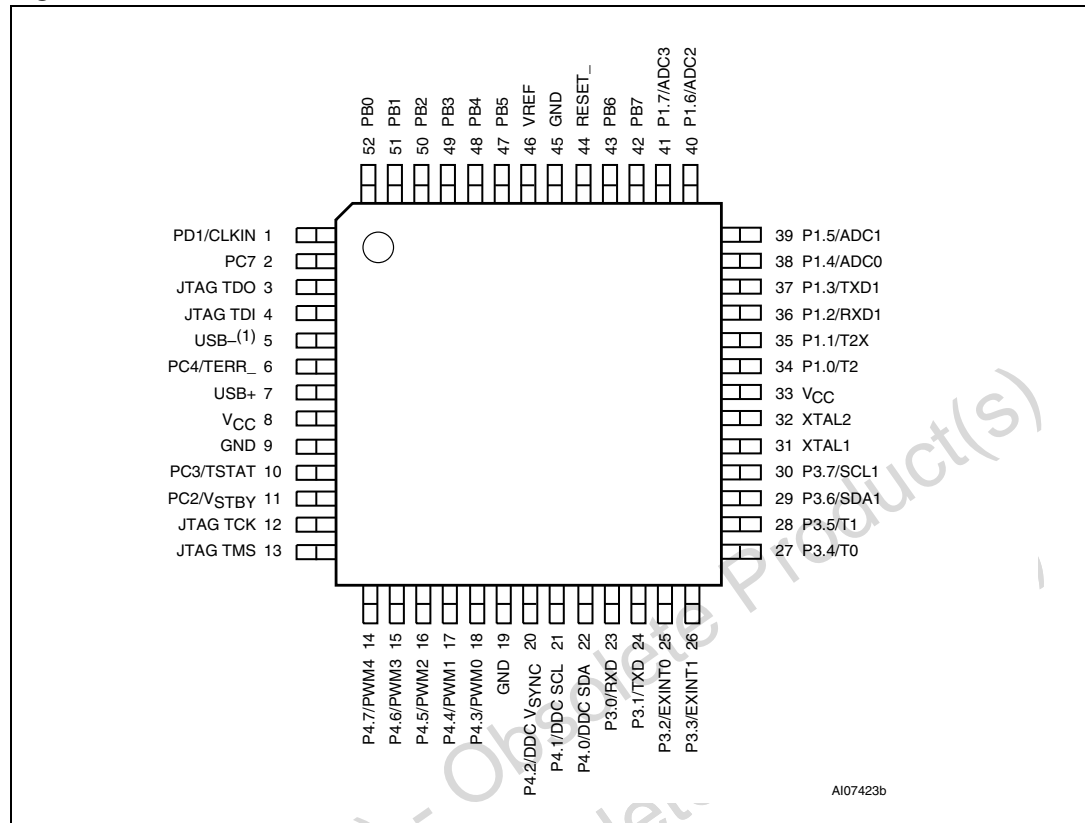 52 PB0
51 PB1
50 PB2
49 PB3
48 PB4
47 PB5
46 VREF
45 GND
44 RESET_
43 PB6
42 PB7
41 P1.7/ADC3
40 P1.6/ADC2
PD1/CLKIN 1
PC7 2
JTAG TDO 3
JTAG TDI 4
USB–(1) 5
PC4/TERR_ 6
USB+ 7
VCC 8
GND 9
PC3/TSTAT 10
PC2/VSTBY 11
JTAG TCK 12
JTAG TMS 13
39 P1.5/ADC1
38 P1.4/ADC0
37 P1.3/TXD1
36 P1.2/RXD1
35 P1.1/T2X
34 P1.0/T2
33 VCC
32 XTAL2
31 XTAL1
30 P3.7/SCL1
29 P3.6/SDA1
28 P3.5/T1
27 P3.4/T0
P4.7/PWM4 14
P4.6/PWM3 15
P4.5/PWM2 16
P4.4/PWM1 17
P4.3/PWM0 18
GND 19
P4.2/DDC VSYNC 20
P4.1/DDC SCL 21
P4.0/DDC SDA 22
P3.0/RXD 23
P3.1/TXD 24
P3.2/EXINT0 25
P3.3/EXINT1 26
) - Obsolete Product(s)
AI07423b